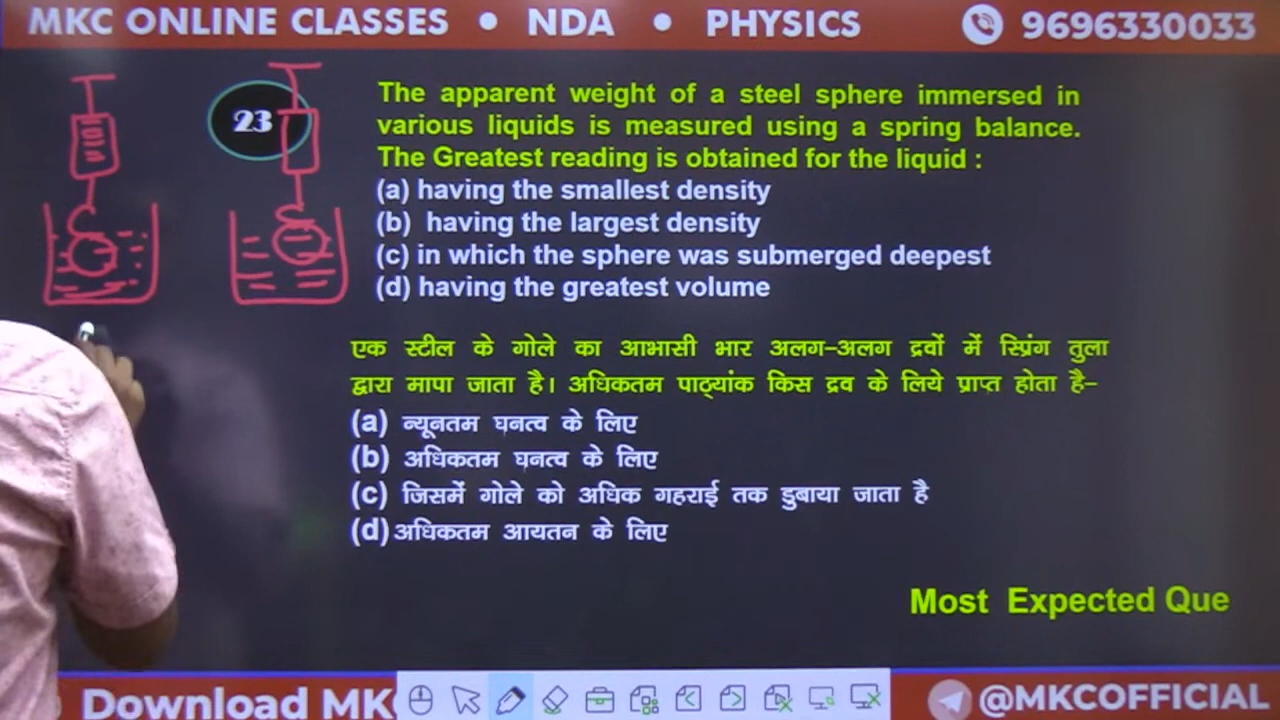 MKC ONLINE CLASSES • NDA • PHYSICS 9696330033
23
The apparent weight of a steel sphere immersed in
various liquids is measured using a spring balance.
The Greatest reading is obtained for the liquid :
(a) having the smallest density
(b) having the largest density
(c) in which the sphere was submerged deepest
(d) having the greatest volume
एक स्टील के गोले का आभासी भार अलग–अलग द्रवों में स्प्रिंग तुला
द्वारा मापा जाता है। अधिकतम पाठ्यांक किस द्रव के लिये प्राप्त होता है–
(a) न्यूनतम घनत्व के लिए
(b) अधिकतम घनत्व के लिए
(c) जिसमें गोले को अधिक गहराई तक डुबाया जाता है
(d) अधिकतम आयतन के लिए
Most Expected Que
Download MK
@MKCOFFICIAL